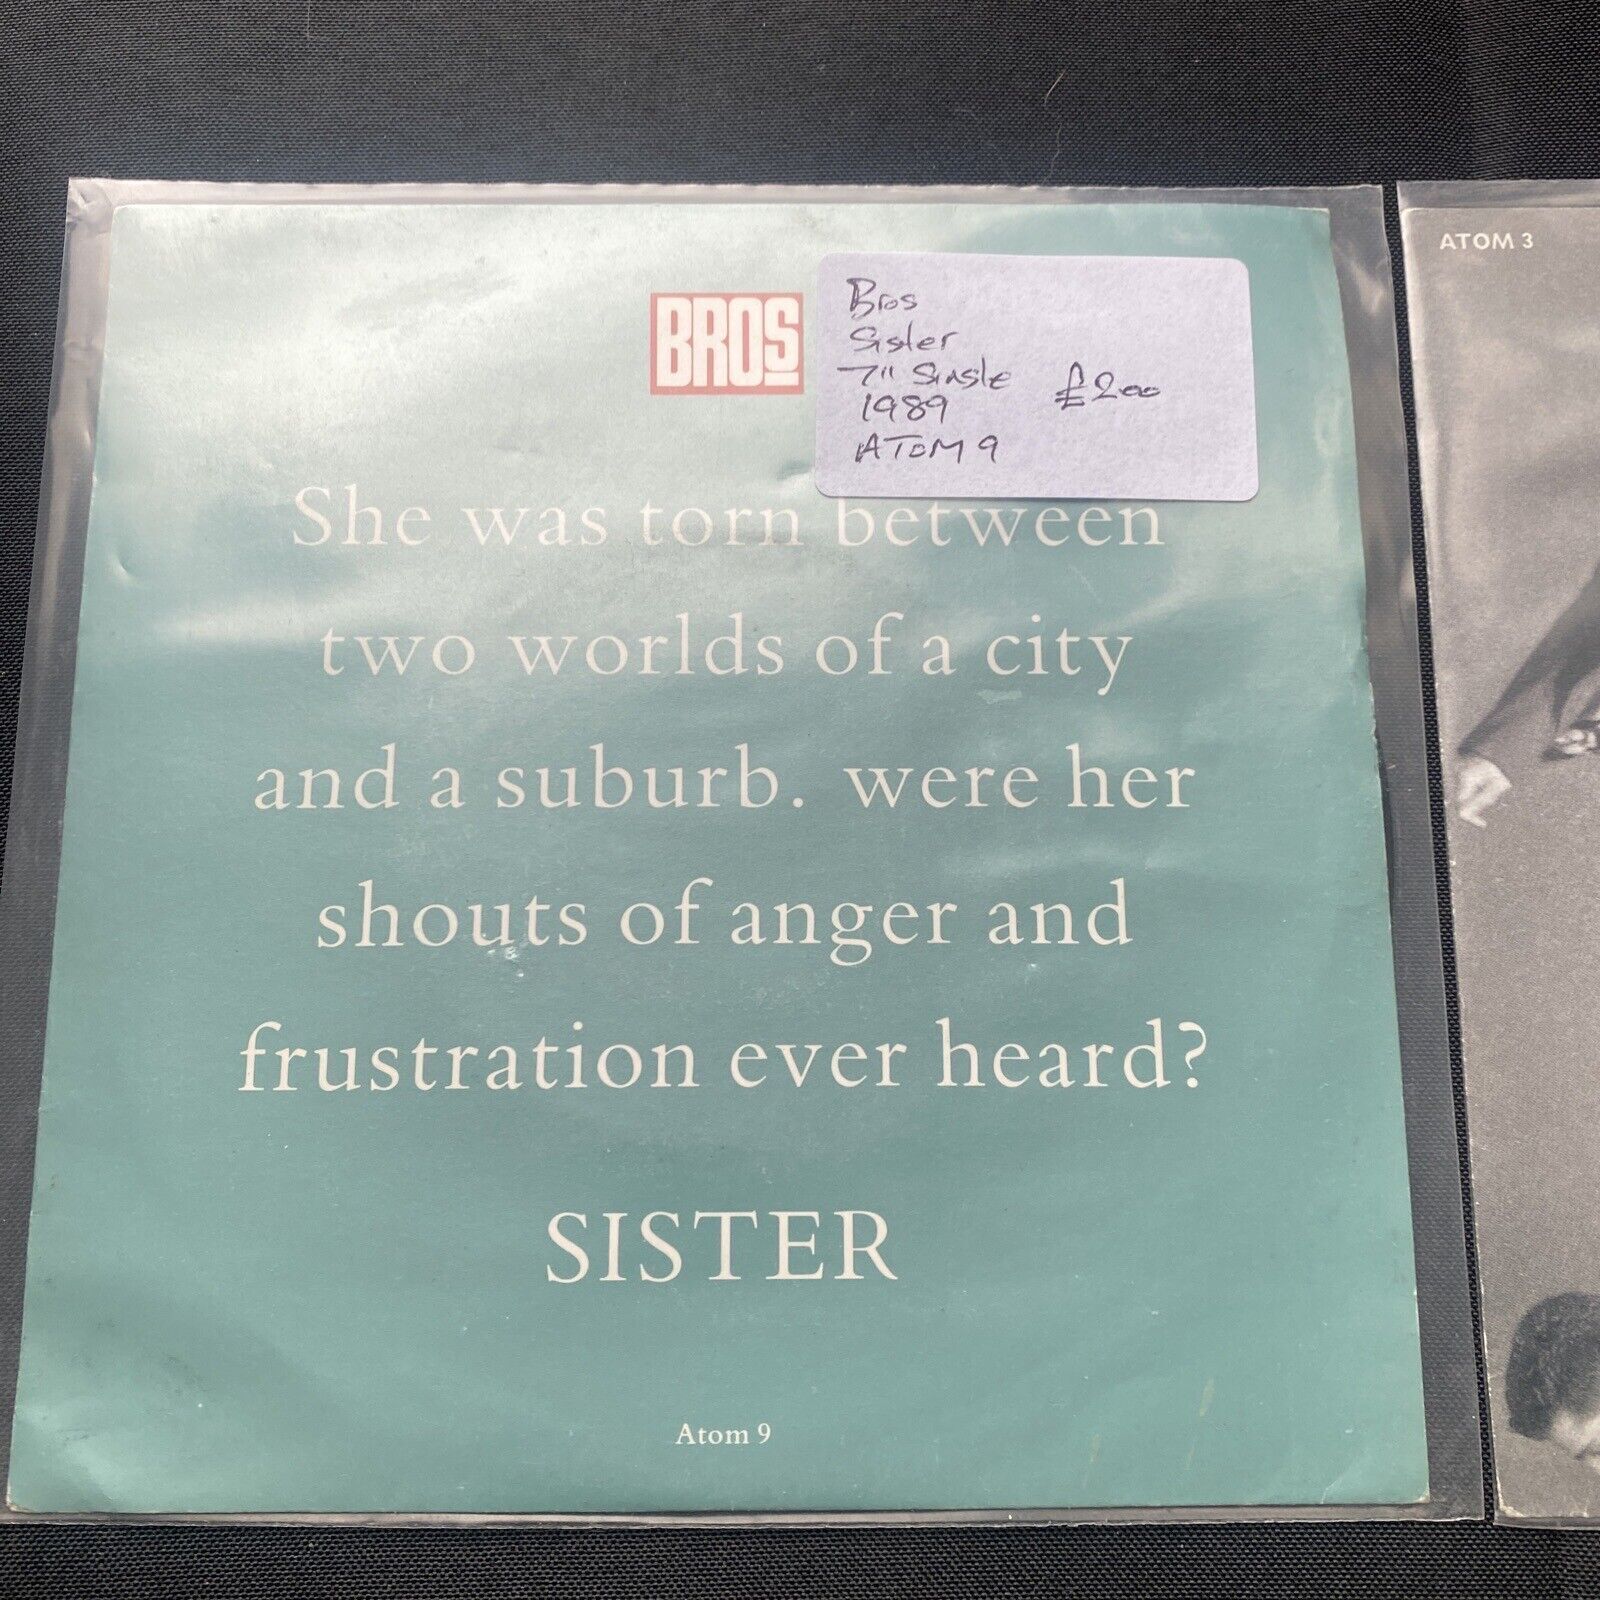 BROS
Bros
Sister
7" Single
1989
ATOM 9
£2.00
She was torn between
two worlds of a city
and a suburb. were her
shouts of anger and
frustration ever heard?
SISTER
Atom 9
ATOM 3